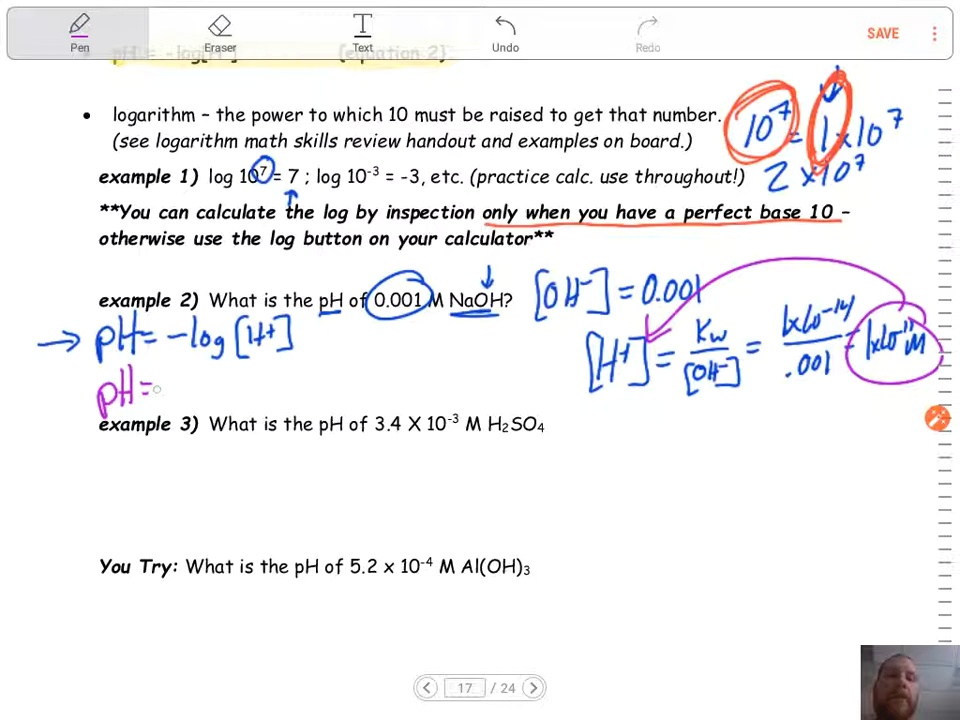 Pen
Eraser
Text
Undo
Redo
SAVE
pH = -log[H⁺] (equation 2)
• logarithm – the power to which 10 must be raised to get that number.
(see logarithm math skills review handout and examples on board.)
10⁷ = 1 x 10⁷
2 x 10⁷
example 1) log 10⁷ = 7 ; log 10⁻³ = -3, etc. (practice calc. use throughout!)
**You can calculate the log by inspection only when you have a perfect base 10 –
otherwise use the log button on your calculator**
example 2) What is the pH of 0.001 M NaOH? [OH⁻] = 0.001
→ pH = -log [H+]
[H+] = Kw / [OH⁻] = 1x10⁻¹⁴ / .001 = 1x10⁻¹¹ M
pH =
example 3) What is the pH of 3.4 X 10⁻³ M H₂SO₄
You Try: What is the pH of 5.2 x 10⁻⁴ M Al(OH)₃
17 / 24